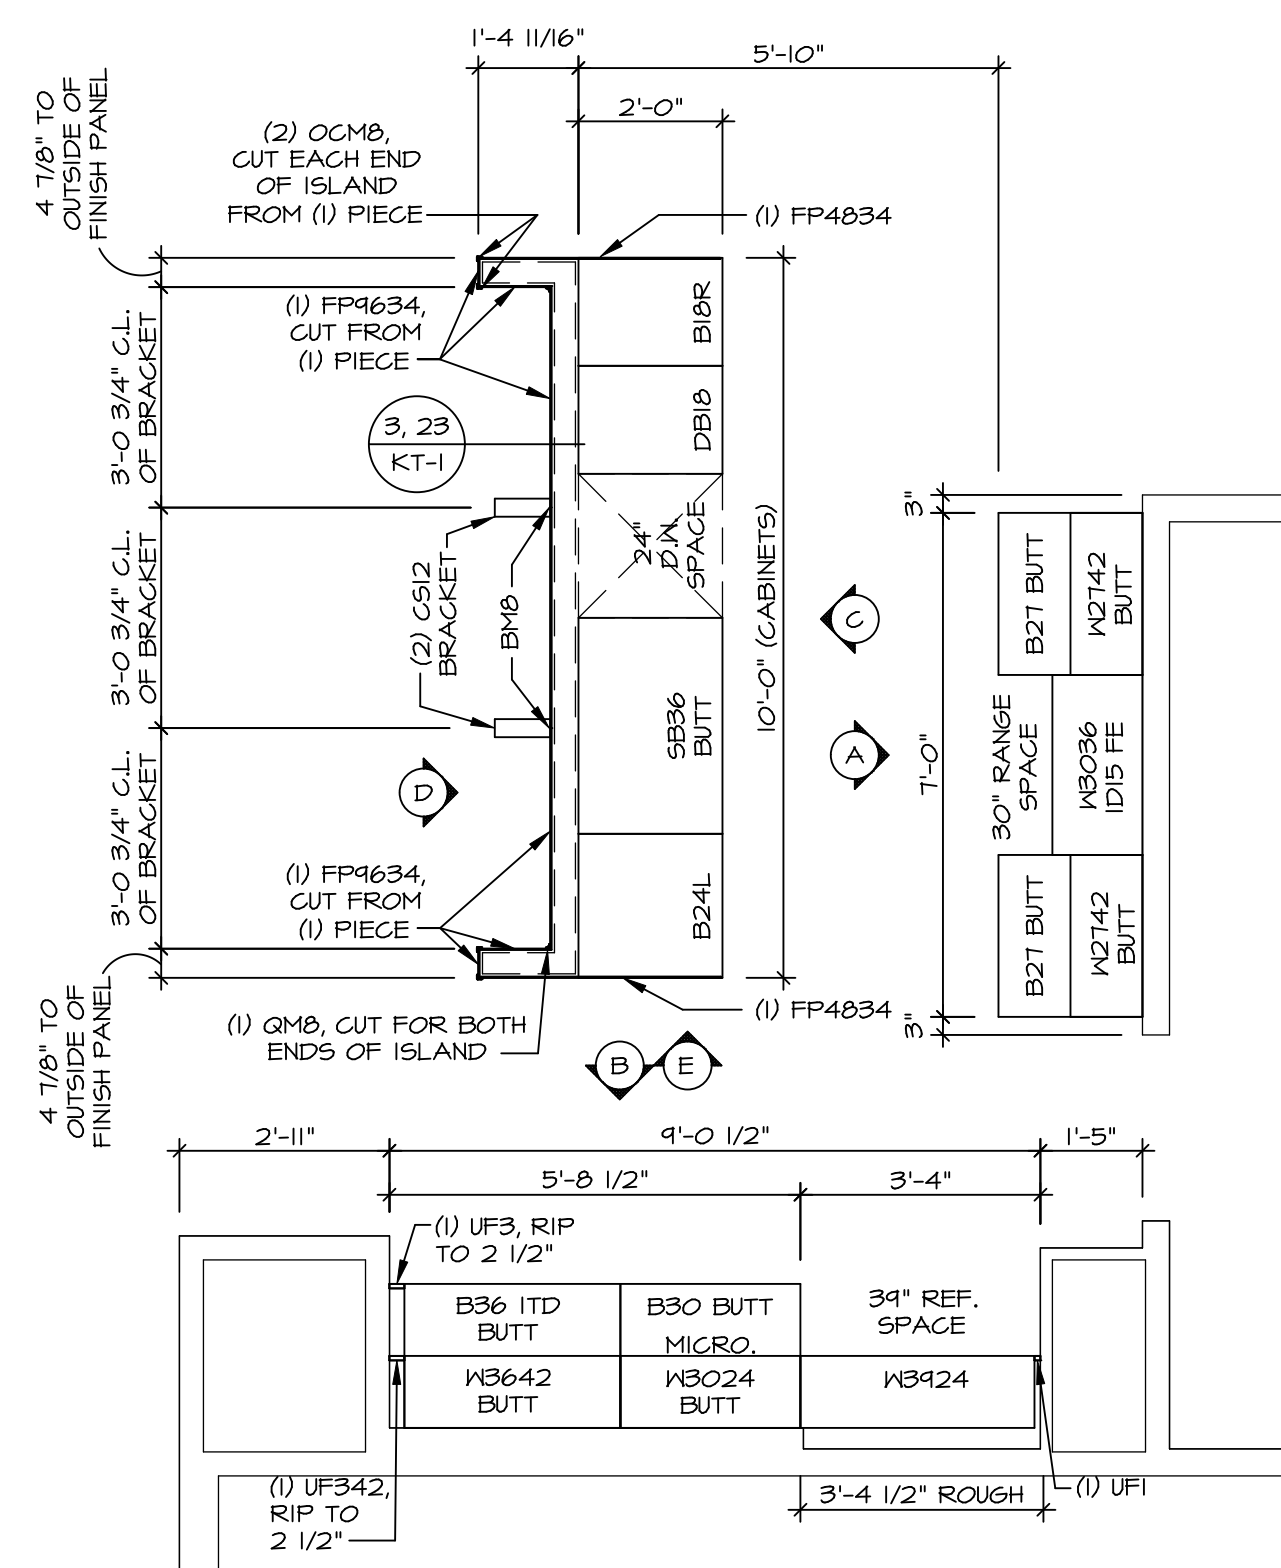 1'-4 11/16"
5'-10"
2'-0"
4 7/8" TO
OUTSIDE OF
FINISH PANEL
(2) OCM8,
CUT EACH END
OF ISLAND
FROM (1) PIECE
(1) FP4834
(1) FP9634,
CUT FROM
(1) PIECE
3'-0 3/4" C.L.
OF BRACKET
B18R
DB18
3, 23
KT-1
24"
D.W.
SPACE
3"
10'-0" (CABINETS)
(2) CS12
BRACKET
BM8
3'-0 3/4" C.L.
OF BRACKET
B27 BUTT
W2742
BUTT
C
SB36
BUTT
A
7'-0"
30" RANGE
SPACE
W3036
1D15 FE
D
3'-0 3/4" C.L.
OF BRACKET
(1) FP9634,
CUT FROM
(1) PIECE
B24L
B27 BUTT
W2742
BUTT
(1) FP4834
3"
(1) QM8, CUT FOR BOTH
ENDS OF ISLAND
4 7/8" TO
OUTSIDE OF
FINISH PANEL
B
E
2'-11"
9'-0 1/2"
1'-5"
5'-8 1/2"
3'-4"
(1) UF3, RIP
TO 2 1/2"
B36 1TD
BUTT
B30 BUTT
MICRO.
39" REF.
SPACE
W3642
BUTT
W3024
BUTT
W3924
(1) UF342,
RIP TO
2 1/2"
3'-4 1/2" ROUGH
(1) UF1